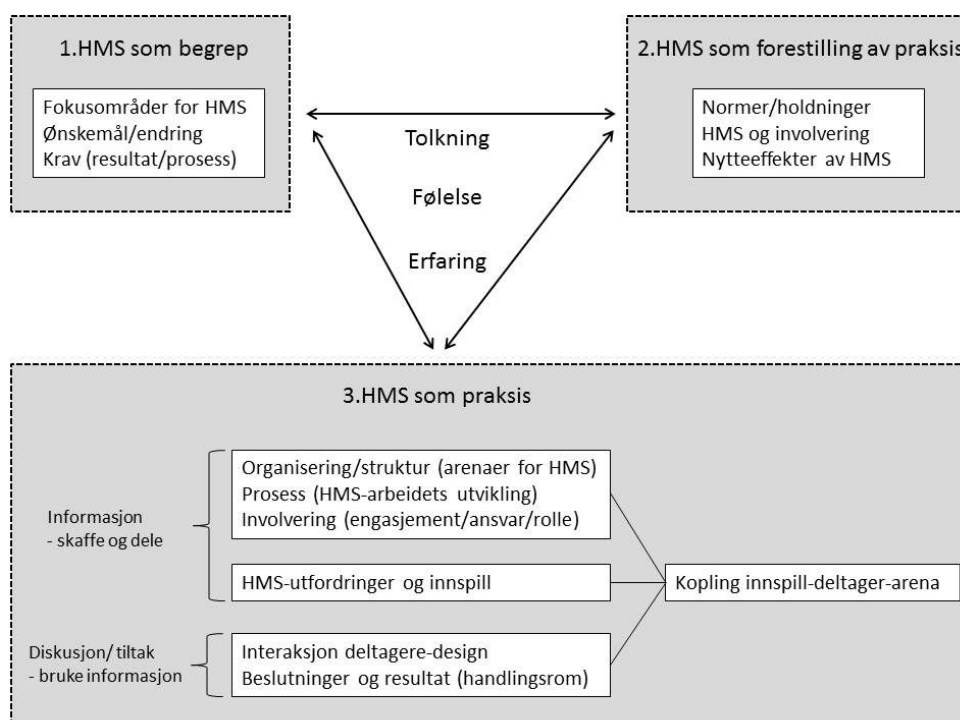 1.HMS som begrep
Fokusområder for HMS
Ønskemål/endring
Krav (resultat/prosess)
2.HMS som forestilling av praksis
Normer/holdninger
HMS og involvering
Nytteeffekter av HMS
Tolkning
Følelse
Erfaring
3.HMS som praksis
Informasjon
- skaffe og dele
Organisering/struktur (arenaer for HMS)
Prosess (HMS-arbeidets utvikling)
Involvering (engasjement/ansvar/rolle)
HMS-utfordringer og innspill
Kopling innspill-deltager-arena
Diskusjon/ tiltak
- bruke informasjon
Interaksjon deltagere-design
Beslutninger og resultat (handlingsrom)